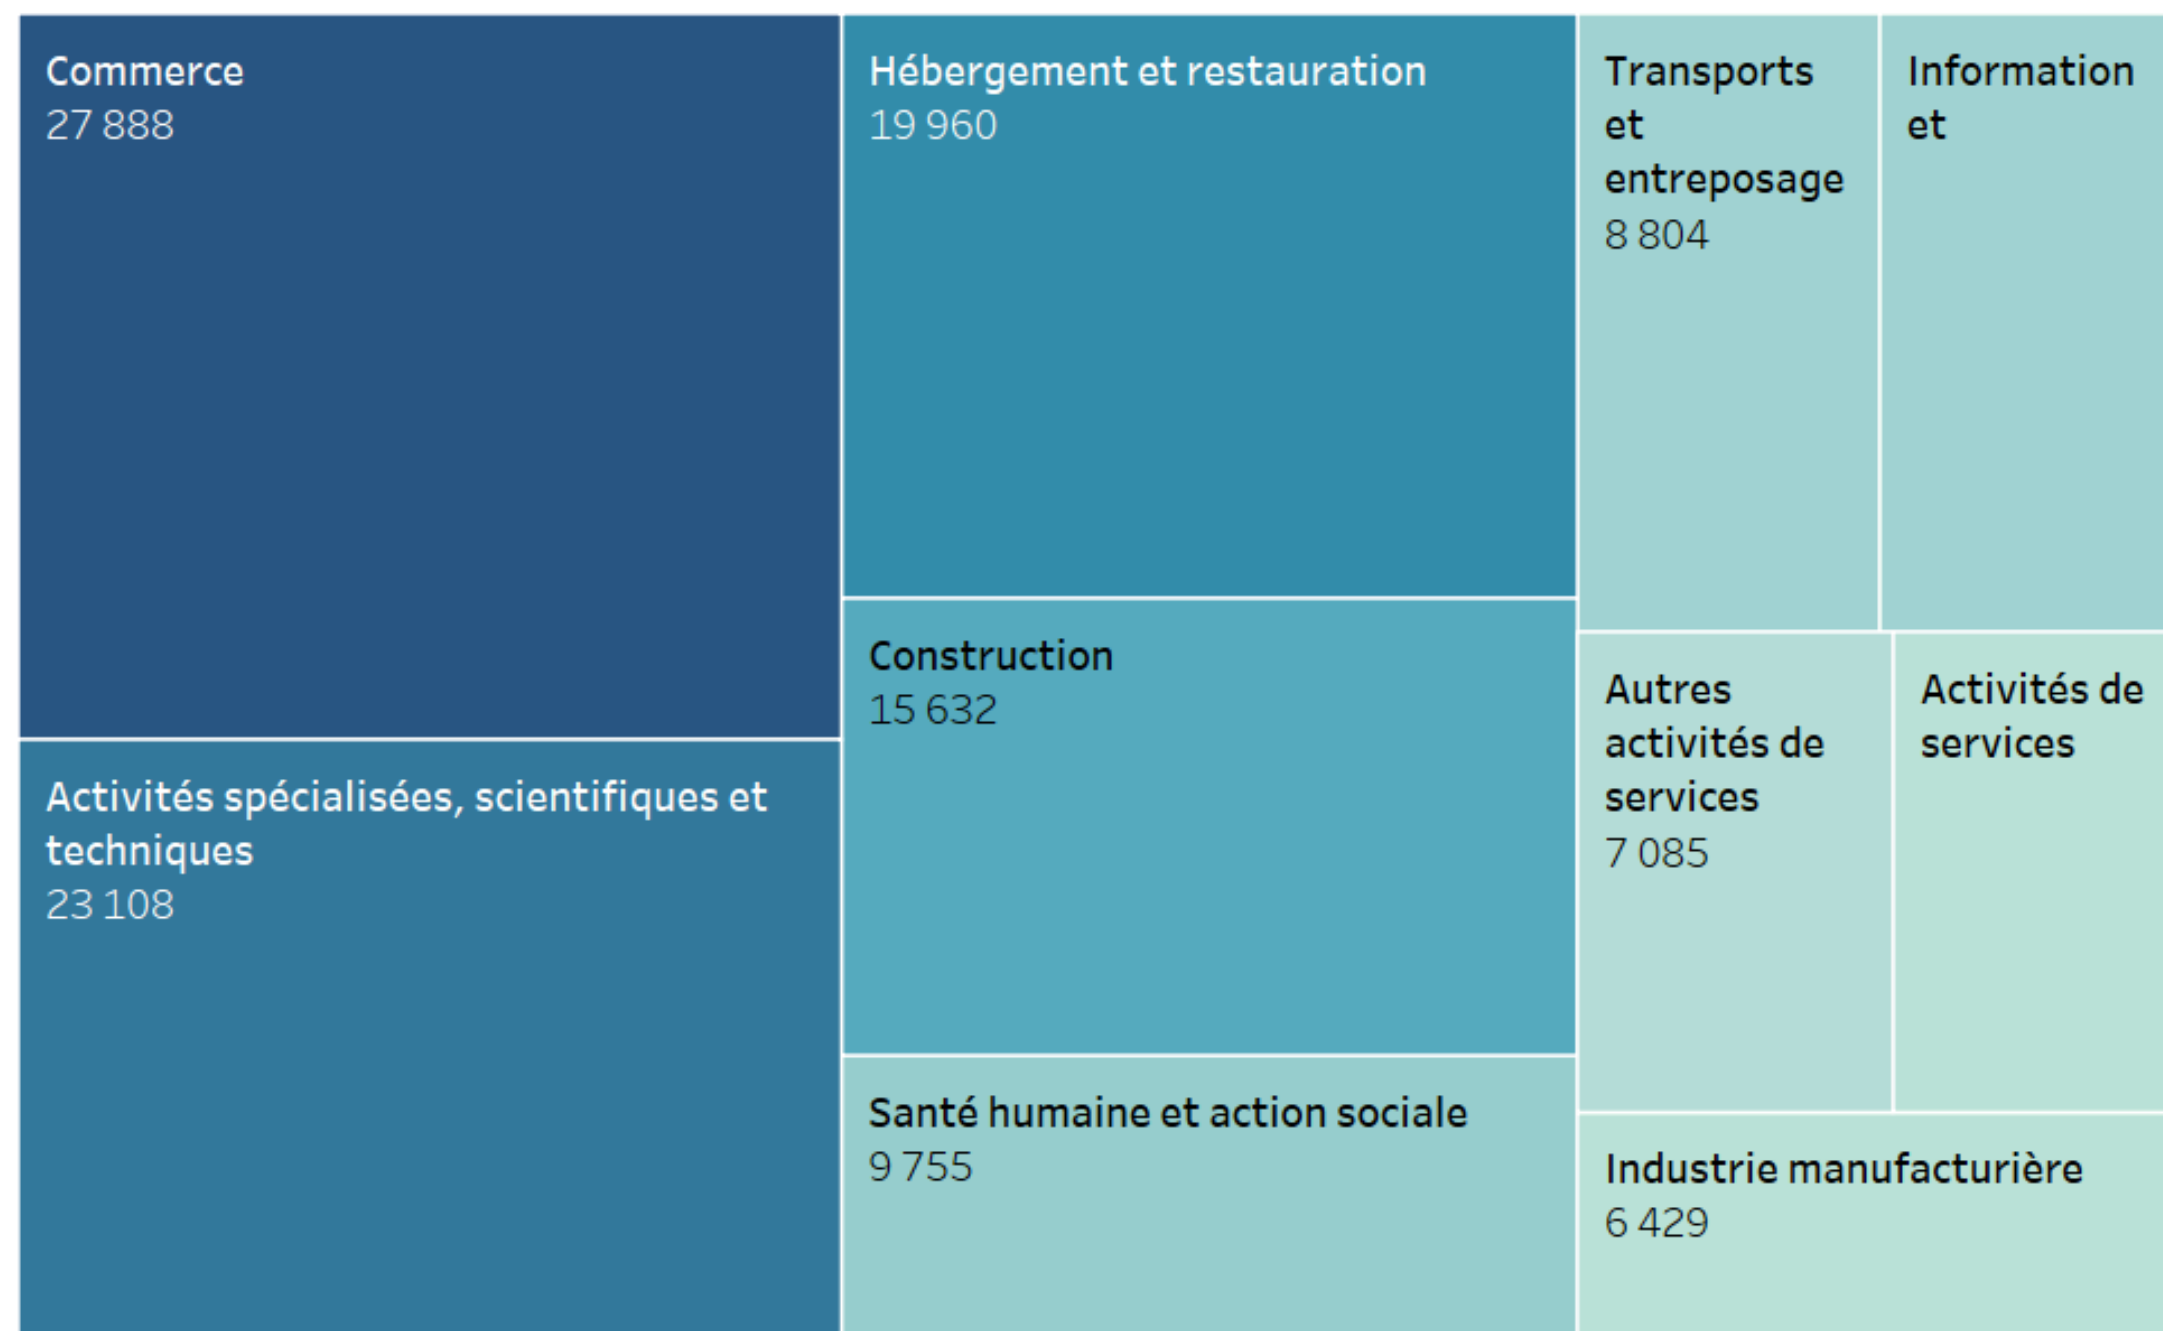 Commerce
27 888
Activités spécialisées, scientifiques et
techniques
23 108
Hébergement et restauration
19 960
Construction
15 632
Santé humaine et action sociale
9 755
Transports
et
entreposage
8 804
Information
et
Autres
activités de
services
7 085
Activités de
services
Industrie manufacturière
6 429